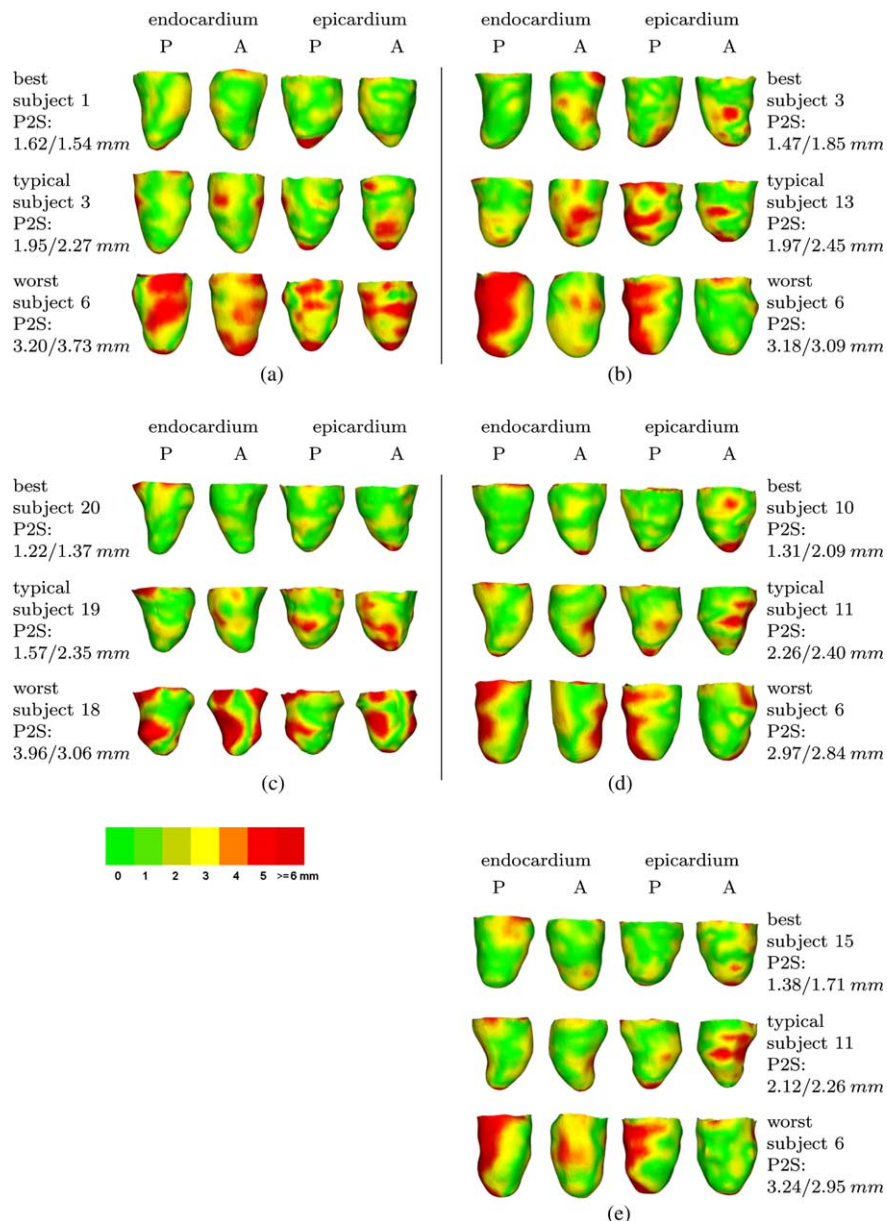 endocardium epicardium
P A P A
best
subject 1
P2S:
1.62/1.54 mm
typical
subject 3
P2S:
1.95/2.27 mm
worst
subject 6
P2S:
3.20/3.73 mm
(a)
endocardium epicardium
P A P A
best
subject 3
P2S:
1.47/1.85 mm
typical
subject 13
P2S:
1.97/2.45 mm
worst
subject 6
P2S:
3.18/3.09 mm
(b)
endocardium epicardium
P A P A
best
subject 20
P2S:
1.22/1.37 mm
typical
subject 19
P2S:
1.57/2.35 mm
worst
subject 18
P2S:
3.96/3.06 mm
(c)
endocardium epicardium
P A P A
best
subject 10
P2S:
1.31/2.09 mm
typical
subject 11
P2S:
2.26/2.40 mm
worst
subject 6
P2S:
2.97/2.84 mm
(d)
0 1 2 3 4 5 >=6 mm
endocardium epicardium
P A P A
best
subject 15
P2S:
1.38/1.71 mm
typical
subject 11
P2S:
2.12/2.26 mm
worst
subject 6
P2S:
3.24/2.95 mm
(e)